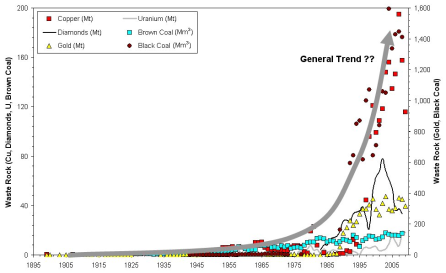 200
160
120
80
40
0
Waste Rock (Cu, Diamonds, U, Brown Coal)
Copper (Mt)
Uranium (Mt)
Diamonds (Mt)
Brown Coal (Mm³)
Gold (Mt)
Black Coal (Mm³)
General Trend ??
1,600
1,400
1,200
1,000
800
600
400
200
0
Waste Rock (Gold, Black Coal)
1895 1905 1915 1925 1935 1945 1955 1965 1975 1985 1995 2005